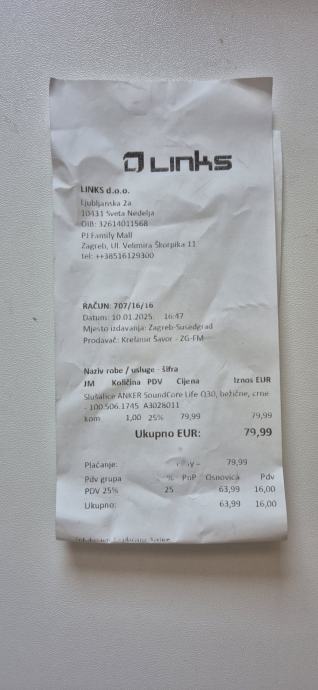 LINKS
LINKS d.o.o.
Ljubljanska 2a
10431 Sveta Nedelja
OIB: 32614011568
PJ Family Mall
Zagreb, Ul. Velimira Škorpika 11
tel: ++38516129300
RAČUN: 707/16/16
Datum: 10.01.2025. 16:47
Mjesto izdavanja: Zagreb-Susedgrad
Prodavač: Krešimir Šavor - ZG-FM
Naziv robe / usluge - šifra
JM Količina PDV Cijena Iznos EUR
Slušalice ANKER SoundCore Life Q30, bežične, crne
- 100.506.1745 A3028011
kom 1,00 25% 79,99 79,99
Ukupno EUR: 79,99
Plaćanje: 79,99
Pdv grupa % PnP Osnovica Pdv
PDV 25% 25 63,99 16,00
Ukupno: 63,99 16,00